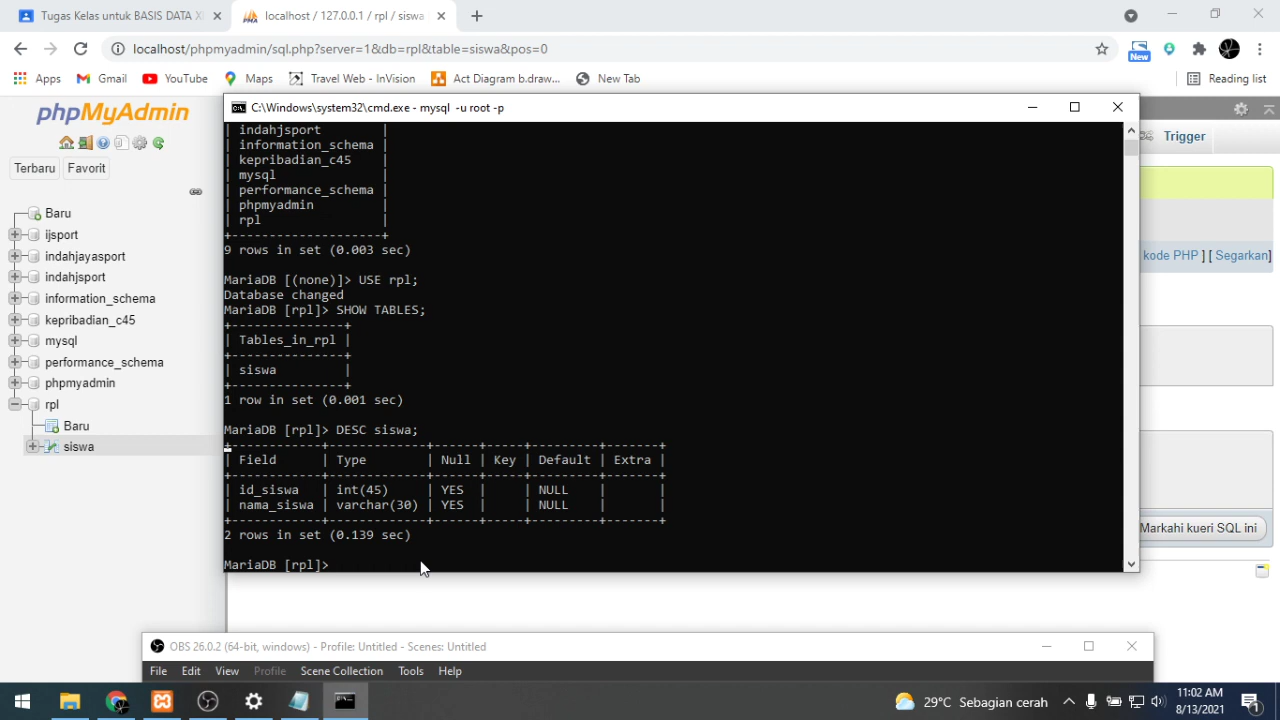 Tugas Kelas untuk BASIS DATA XI
localhost / 127.0.0.1 / rpl / siswa
localhost/phpmyadmin/sql.php?server=1&db=rpl&table=siswa&pos=0
New
Apps
Gmail
YouTube
Maps
Travel Web - InVision
Act Diagram b.draw...
New Tab
Reading list
phpMyAdmin
Terbaru
Favorit
Baru
ijsport
indahjayasport
indahjsport
information_schema
kepribadian_c45
mysql
performance_schema
phpmyadmin
rpl
Baru
siswa
C:\Windows\system32\cmd.exe - mysql -u root -p
| indahjsport |
| information_schema |
| kepribadian_c45 |
| mysql |
| performance_schema |
| phpmyadmin |
| rpl |
+--------------------+
9 rows in set (0.003 sec)
MariaDB [(none)]> USE rpl;
Database changed
MariaDB [rpl]> SHOW TABLES;
+---------------+
| Tables_in_rpl |
+---------------+
| siswa |
+---------------+
1 row in set (0.001 sec)
MariaDB [rpl]> DESC siswa;
+------------+-------------+------+-----+---------+-------+
| Field | Type | Null | Key | Default | Extra |
+------------+-------------+------+-----+---------+-------+
| id_siswa | int(45) | YES | | NULL | |
| nama_siswa | varchar(30) | YES | | NULL | |
+------------+-------------+------+-----+---------+-------+
2 rows in set (0.139 sec)
MariaDB [rpl]>
Trigger
kode PHP ] [ Segarkan]
Markahi kueri SQL ini
OBS 26.0.2 (64-bit, windows) - Profile: Untitled - Scenes: Untitled
File Edit View Profile Scene Collection Tools Help
29°C Sebagian cerah
11:02 AM
8/13/2021
1